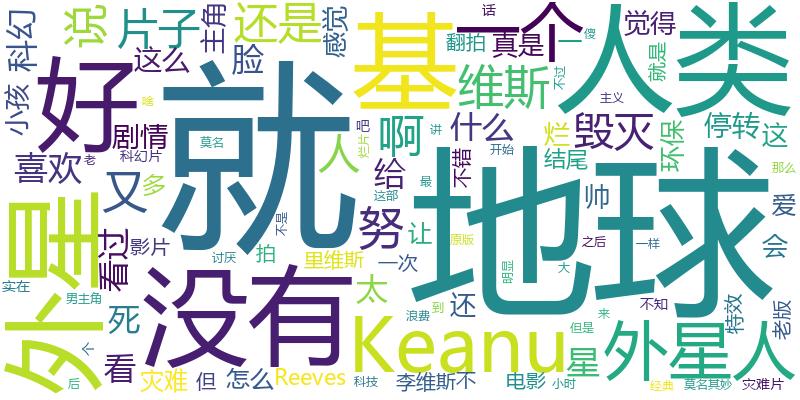 还是
一个
人类
片子
说
主角
感觉
基
翻拍
话
真是
一
傻
觉得
科幻
这么
脸
好
就
维斯
就是
不过
小孩
啥
主义
剧情
啊
什么
烂
毁灭
停转
这
莫名
人
吧
烂片
讲
开始
环保
喜欢
老
科幻片
给
不错
结尾
那么
又
多
这部
最
帅
爱
外星
看过
影片
不是
努
让
原版
之后
一样
地球
会
没有
讨厌
拍
里维斯
一次
明显
大
实在
男主角
死
太
还
不知
特效
老版
浪费
到
来
个
看
Keanu
星
外星人
但是
后
灾难
但
怎么
Reeves
科技
李维斯
不
电影
小时
经典
莫名其妙
灾难片